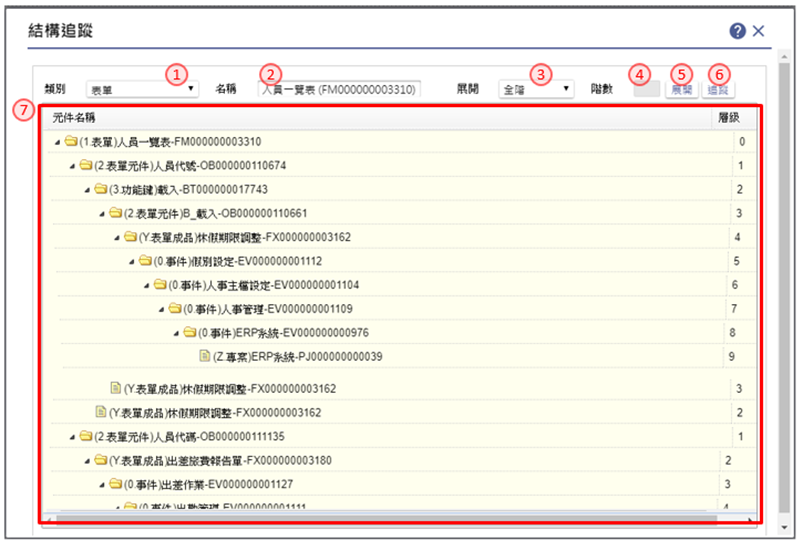 結構追蹤
類別 表單 ① 名稱 ② 人員一覽表 (FM000000003310) 展開 ③ 全階 階數 ④ ⑤ 展開 ⑥ 追蹤
⑦
元件名稱 層級
(1.表單)人員一覽表-FM000000003310 0
(2.表單元件)人員代號-OB000000110674 1
(3.功能鍵)載入-BT000000017743 2
(2.表單元件)B_載入-OB000000110661 3
(Y.表單成品)休假期限調整-FX000000003162 4
(0.事件)假別設定-EV000000001112 5
(0.事件)人事主檔設定-EV000000001104 6
(0.事件)人事管理-EV000000001109 7
(0.事件)ERP系統-EV000000000976 8
(Z.專案)ERP系統-PJ000000000039 9
(Y.表單成品)休假期限調整-FX000000003162 3
(Y.表單成品)休假期限調整-FX000000003162 2
(2.表單元件)人員代碼-OB000000111135 1
(Y.表單成品)出差旅費報告單-FX000000003180 2
(0.事件)出差作業-EV000000001127 3
(0.事件)出勤管理-EV000000001111 4